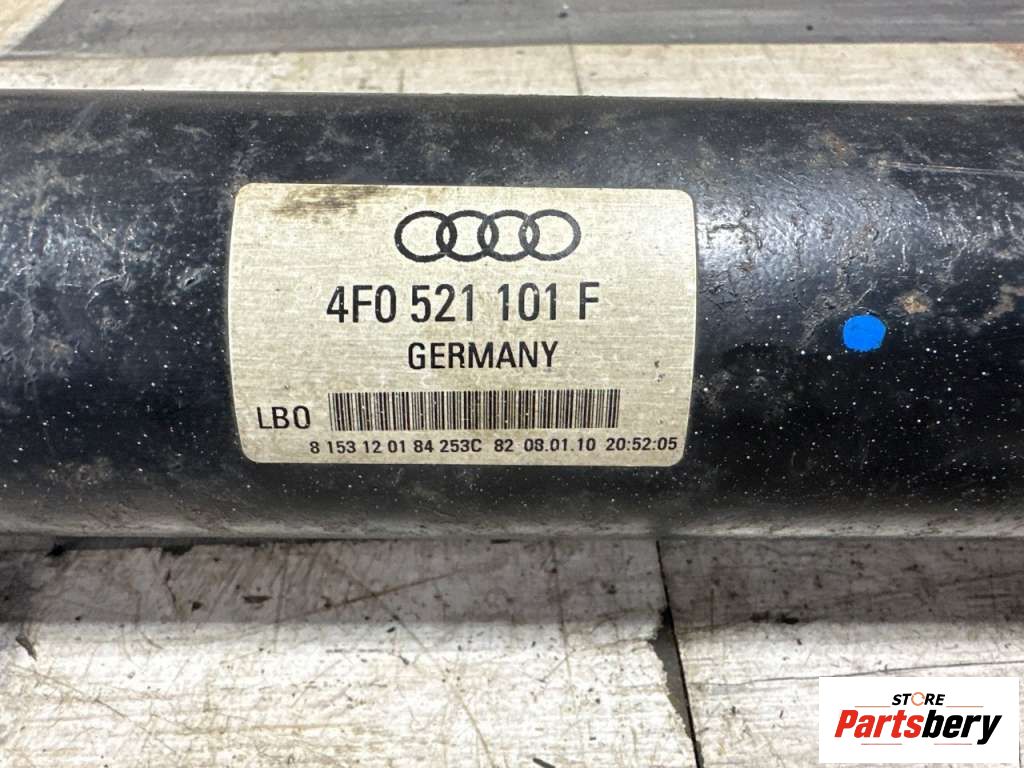 4F0 521 101 F
GERMANY
LB0
8 153 12 01 84 253C 82 08.01.10 20:52:05
STORE
Partsbery